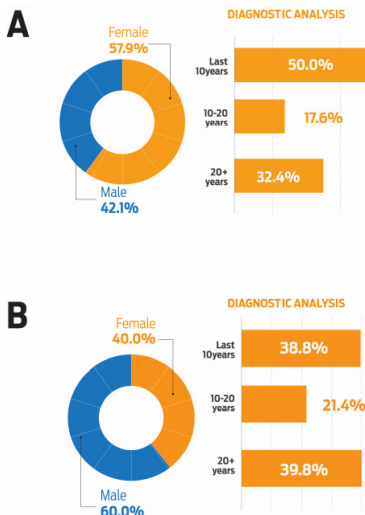 A
Female
57.9%
Male
42.1%
DIAGNOSTIC ANALYSIS
Last
10years
50.0%
10-20
years
17.6%
20+
years
32.4%
B
Female
40.0%
Male
60.0%
DIAGNOSTIC ANALYSIS
Last
10years
38.8%
10-20
years
21.4%
20+
years
39.8%